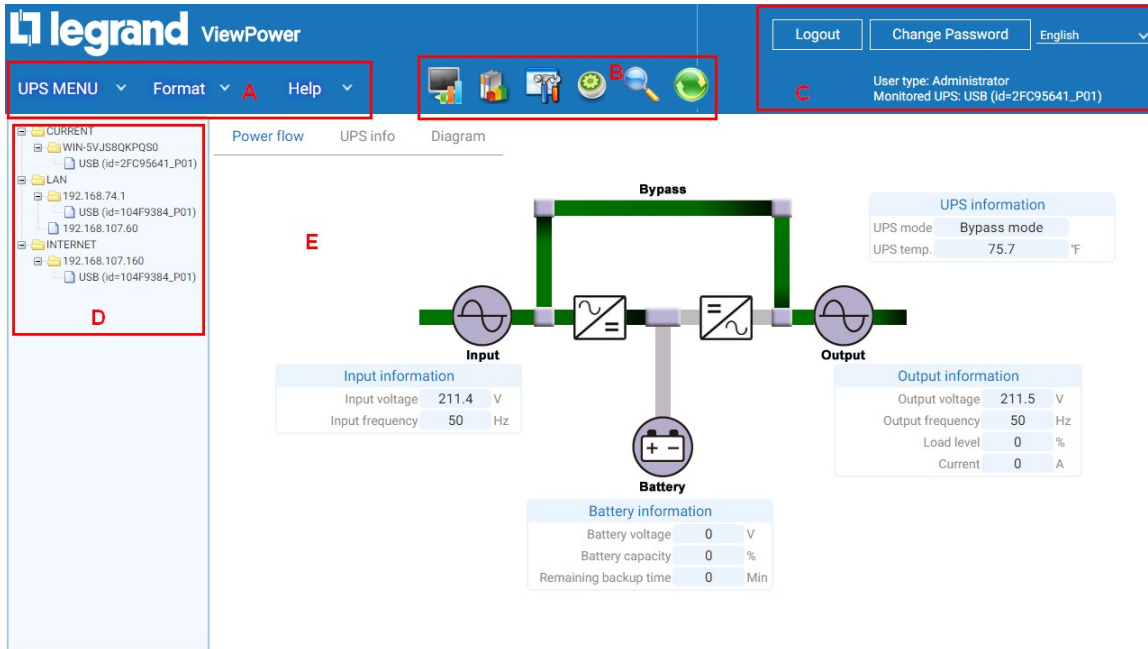 legrand ViewPower
Logout
Change Password
English
UPS MENU
Format
A
Help
B
C
User type: Administrator
Monitored UPS: USB (id=2FC95641_P01)
CURRENT
WIN-5VJS8QKPQS0
USB (id=2FC95641_P01)
LAN
192.168.74.1
USB (id=104F9384_P01)
192.168.107.60
INTERNET
192.168.107.160
USB (id=104F9384_P01)
D
Power flow
UPS info
Diagram
E
Bypass
UPS information
UPS mode Bypass mode
UPS temp. 75.7 °F
Input
Output
Input information
Input voltage 211.4 V
Input frequency 50 Hz
Output information
Output voltage 211.5 V
Output frequency 50 Hz
Load level 0 %
Current 0 A
Battery
Battery information
Battery voltage 0 V
Battery capacity 0 %
Remaining backup time 0 Min